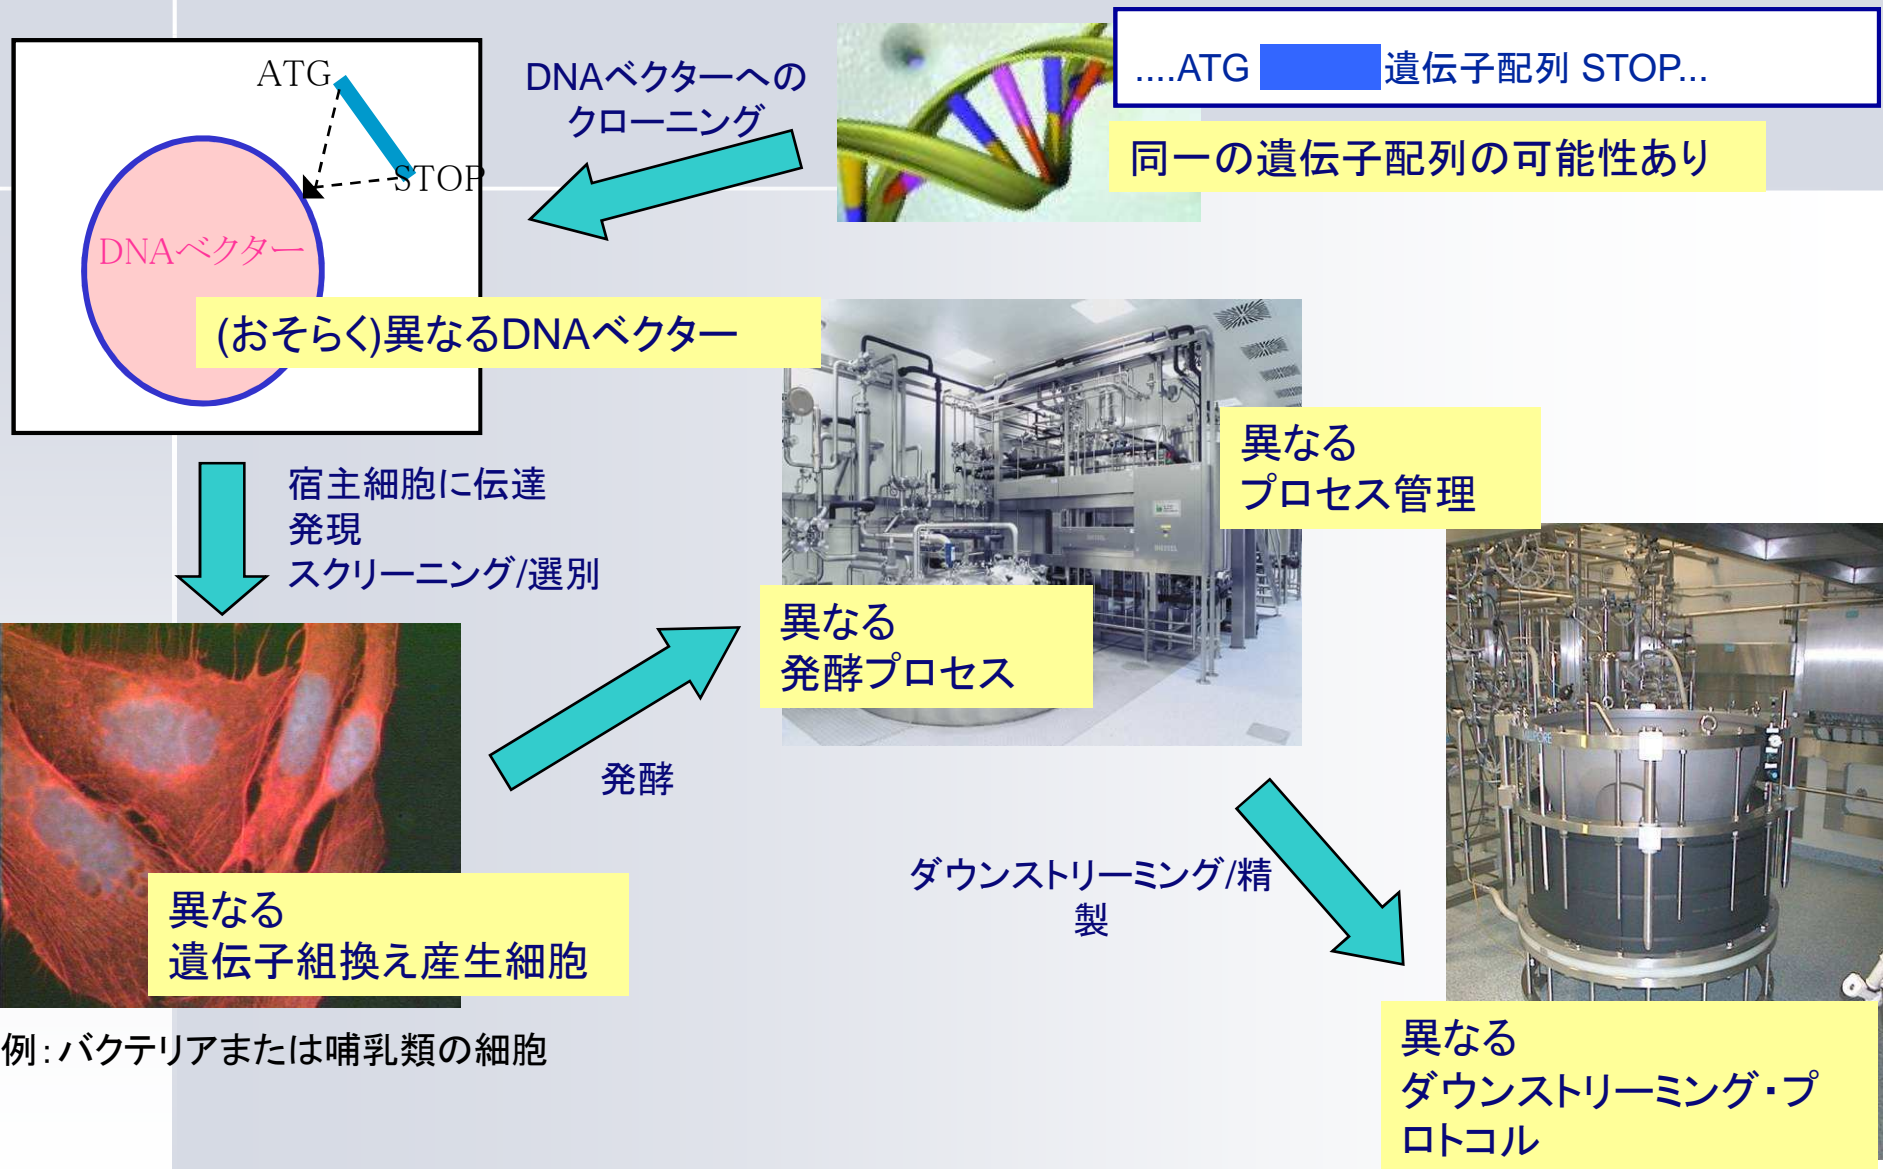 ....ATG 遺伝子配列 STOP...
同一の遺伝子配列の可能性あり
DNAベクターへの
クローニング
ATG
STOP
DNAベクター
(おそらく)異なるDNAベクター
宿主細胞に伝達
発現
スクリーニング/選別
異なる
遺伝子組換え産生細胞
例:バクテリアまたは哺乳類の細胞
発酵
異なる
発酵プロセス
異なる
プロセス管理
ダウンストリーミング/精
製
異なる
ダウンストリーミング・プ
ロトコル